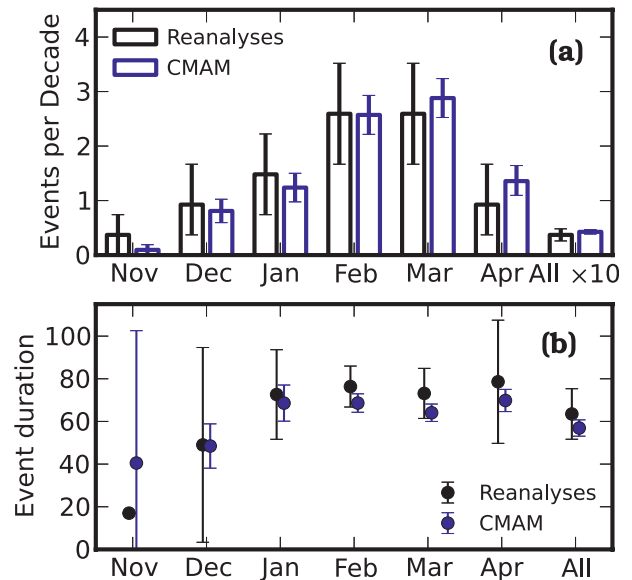 Events per Decade
4
3
2
1
0
Reanalyses
CMAM
(a)
Nov Dec Jan Feb Mar Apr All ×10
Event duration
100
80
60
40
20
0
(b)
Reanalyses
CMAM
Nov Dec Jan Feb Mar Apr All